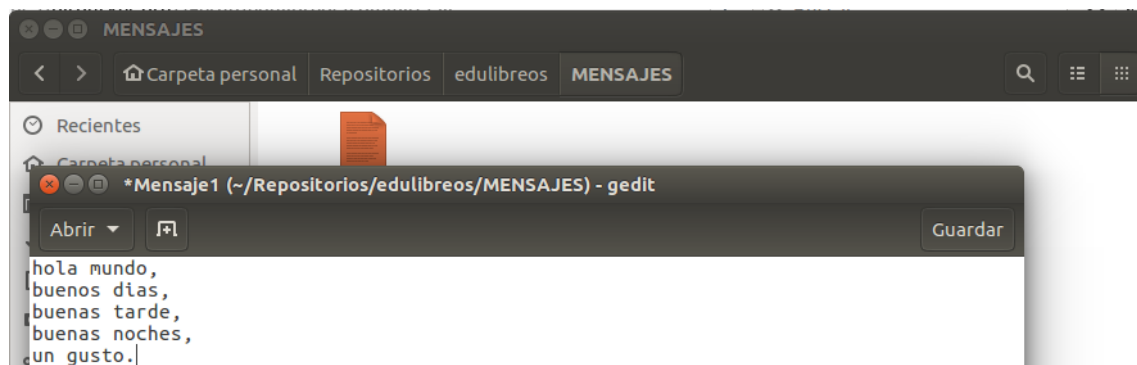 MENSAJES
Carpeta personal Repositorios edulibreos MENSAJES
Recientes
Carpeta personal
*Mensaje1 (~/Repositorios/edulibreos/MENSAJES) - gedit
Abrir Guardar
hola mundo,
buenos dias,
buenas tarde,
buenas noches,
un gusto.